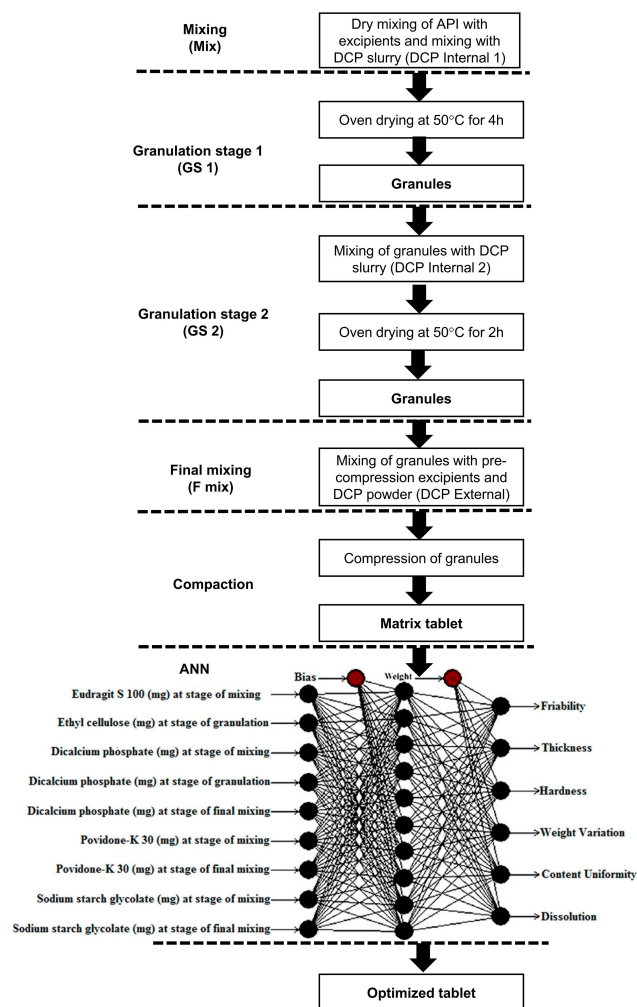 Mixing
(Mix)
Dry mixing of API with
excipients and mixing with
DCP slurry (DCP Internal 1)
Oven drying at 50°C for 4h
Granulation stage 1
(GS 1)
Granules
Mixing of granules with DCP
slurry (DCP Internal 2)
Granulation stage 2
(GS 2)
Oven drying at 50°C for 2h
Granules
Final mixing
(F mix)
Mixing of granules with pre-
compression excipients and
DCP powder (DCP External)
Compression of granules
Compaction
Matrix tablet
ANN
Bias
Weight
Eudragit S 100 (mg) at stage of mixing
Ethyl cellulose (mg) at stage of granulation
Dicalcium phosphate (mg) at stage of mixing
Dicalcium phosphate (mg) at stage of granulation
Dicalcium phosphate (mg) at stage of final mixing
Povidone-K 30 (mg) at stage of mixing
Povidone-K 30 (mg) at stage of final mixing
Sodium starch glycolate (mg) at stage of mixing
Sodium starch glycolate (mg) at stage of final mixing
Friability
Thickness
Hardness
Weight Variation
Content Uniformity
Dissolution
Optimized tablet